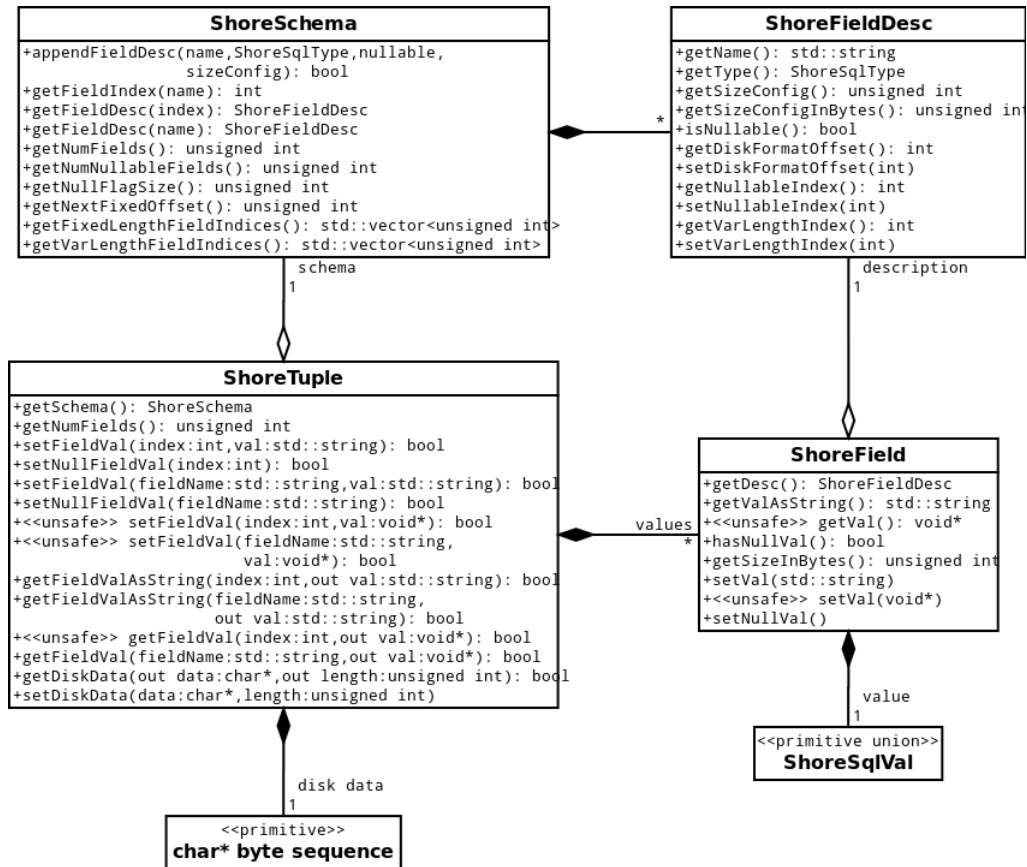 ShoreSchema
+appendFieldDesc(name,ShoreSqlType,nullable,
sizeConfig): bool
+getFieldIndex(name): int
+getFieldDesc(index): ShoreFieldDesc
+getFieldDesc(name): ShoreFieldDesc
+getNumFields(): unsigned int
+getNumNullableFields(): unsigned int
+getNullFlagSize(): unsigned int
+getNextFixedOffset(): unsigned int
+getFixedLengthFieldIndices(): std::vector<unsigned int>
+getVarLengthFieldIndices(): std::vector<unsigned int>
*
ShoreFieldDesc
+getName(): std::string
+getType(): ShoreSqlType
+getSizeConfig(): unsigned int
+getSizeConfigInBytes(): unsigned int
+isNullable(): bool
+getDiskFormatOffset(): int
+setDiskFormatOffset(int)
+getNullableIndex(): int
+setNullableIndex(int)
+getVarLengthIndex(): int
+setVarLengthIndex(int)
schema
1
description
1
ShoreTuple
+getSchema(): ShoreSchema
+getNumFields(): unsigned int
+setFieldVal(index:int,val:std::string): bool
+setNullFieldVal(index:int): bool
+setFieldVal(fieldName:std::string,val:std::string): bool
+setNullFieldVal(fieldName:std::string): bool
+<<unsafe>> setFieldVal(index:int,val:void*): bool
+<<unsafe>> setFieldVal(fieldName:std::string,
val:void*): bool
+getFieldValAsString(index:int,out val:std::string): bool
+getFieldValAsString(fieldName:std::string,
out val:std::string): bool
+<<unsafe>> getFieldVal(index:int,out val:void*): bool
+getFieldVal(fieldName:std::string,out val:void*): bool
+getDiskData(out data:char*,out length:unsigned int): bool
+setDiskData(data:char*,length:unsigned int)
values
*
ShoreField
+getDesc(): ShoreFieldDesc
+getValAsString(): std::string
+<<unsafe>> getVal(): void*
+hasNullVal(): bool
+getSizeInBytes(): unsigned int
+setVal(std::string)
+<<unsafe>> setVal(void*)
+setNullVal()
value
1
<<primitive union>>
ShoreSqlVal
disk data
1
<<primitive>>
char* byte sequence